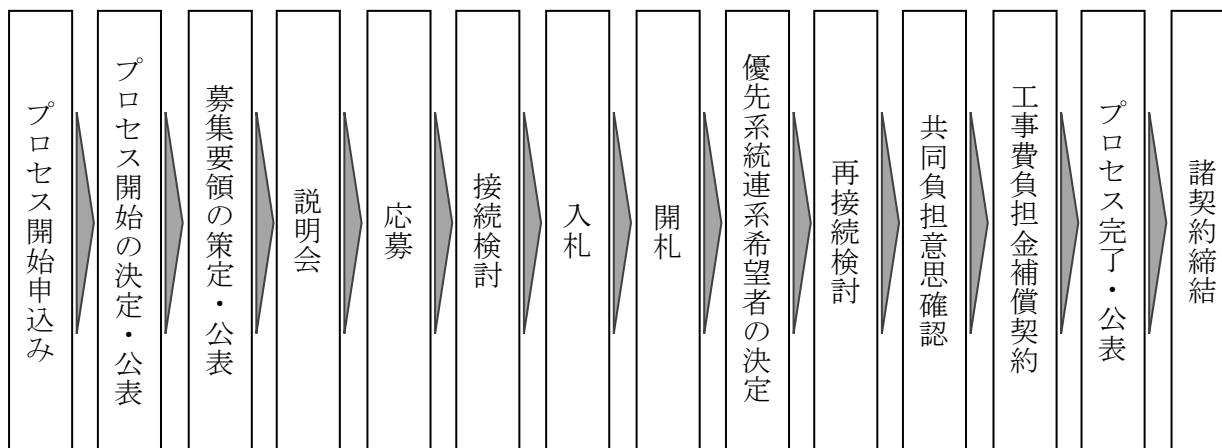 プロセス開始申込み
プロセス開始の決定・公表
募集要領の策定・公表
説明会
応募
接続検討
入札
開札
優先系統連系希望者の決定
再接続検討
共同負担意思確認
工事費負担金補償契約
プロセス完了・公表
諸契約締結